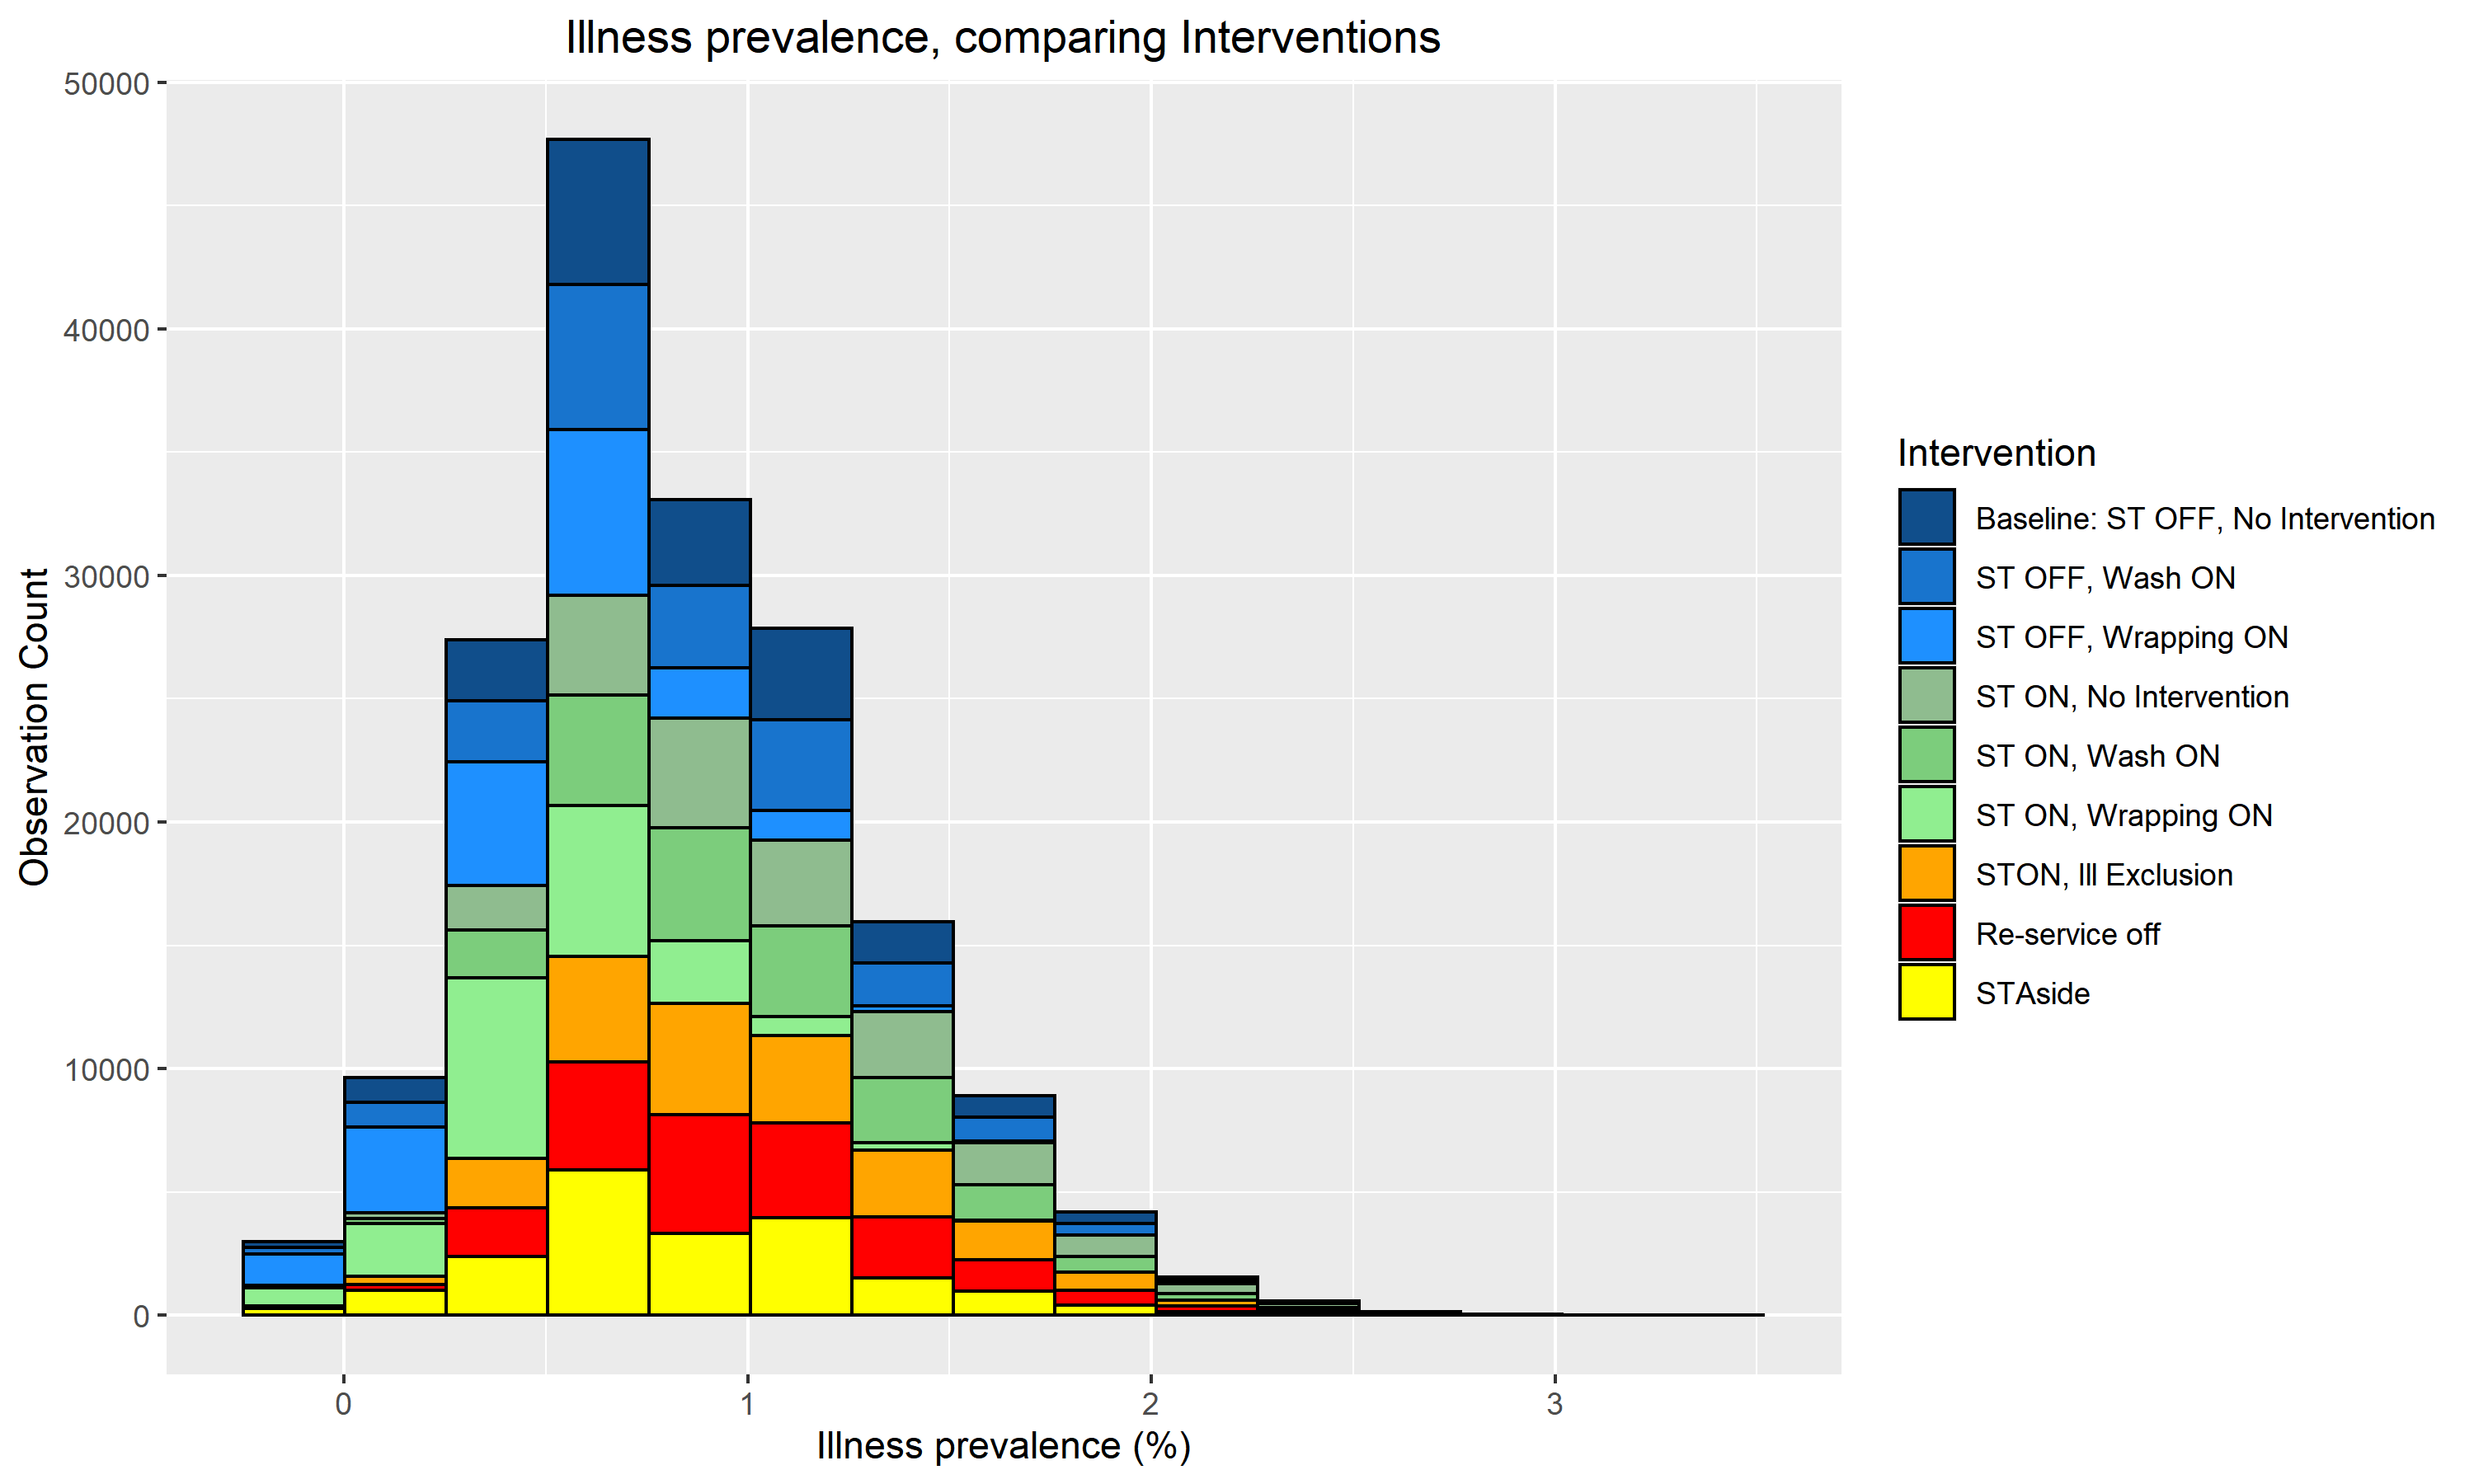 Illness prevalence, comparing Interventions
50000
40000
30000
20000
10000
0
Observation Count
0
1
2
3
Illness prevalence (%)
Intervention
Baseline: ST OFF, No Intervention
ST OFF, Wash ON
ST OFF, Wrapping ON
ST ON, No Intervention
ST ON, Wash ON
ST ON, Wrapping ON
STON, Ill Exclusion
Re-service off
STAside